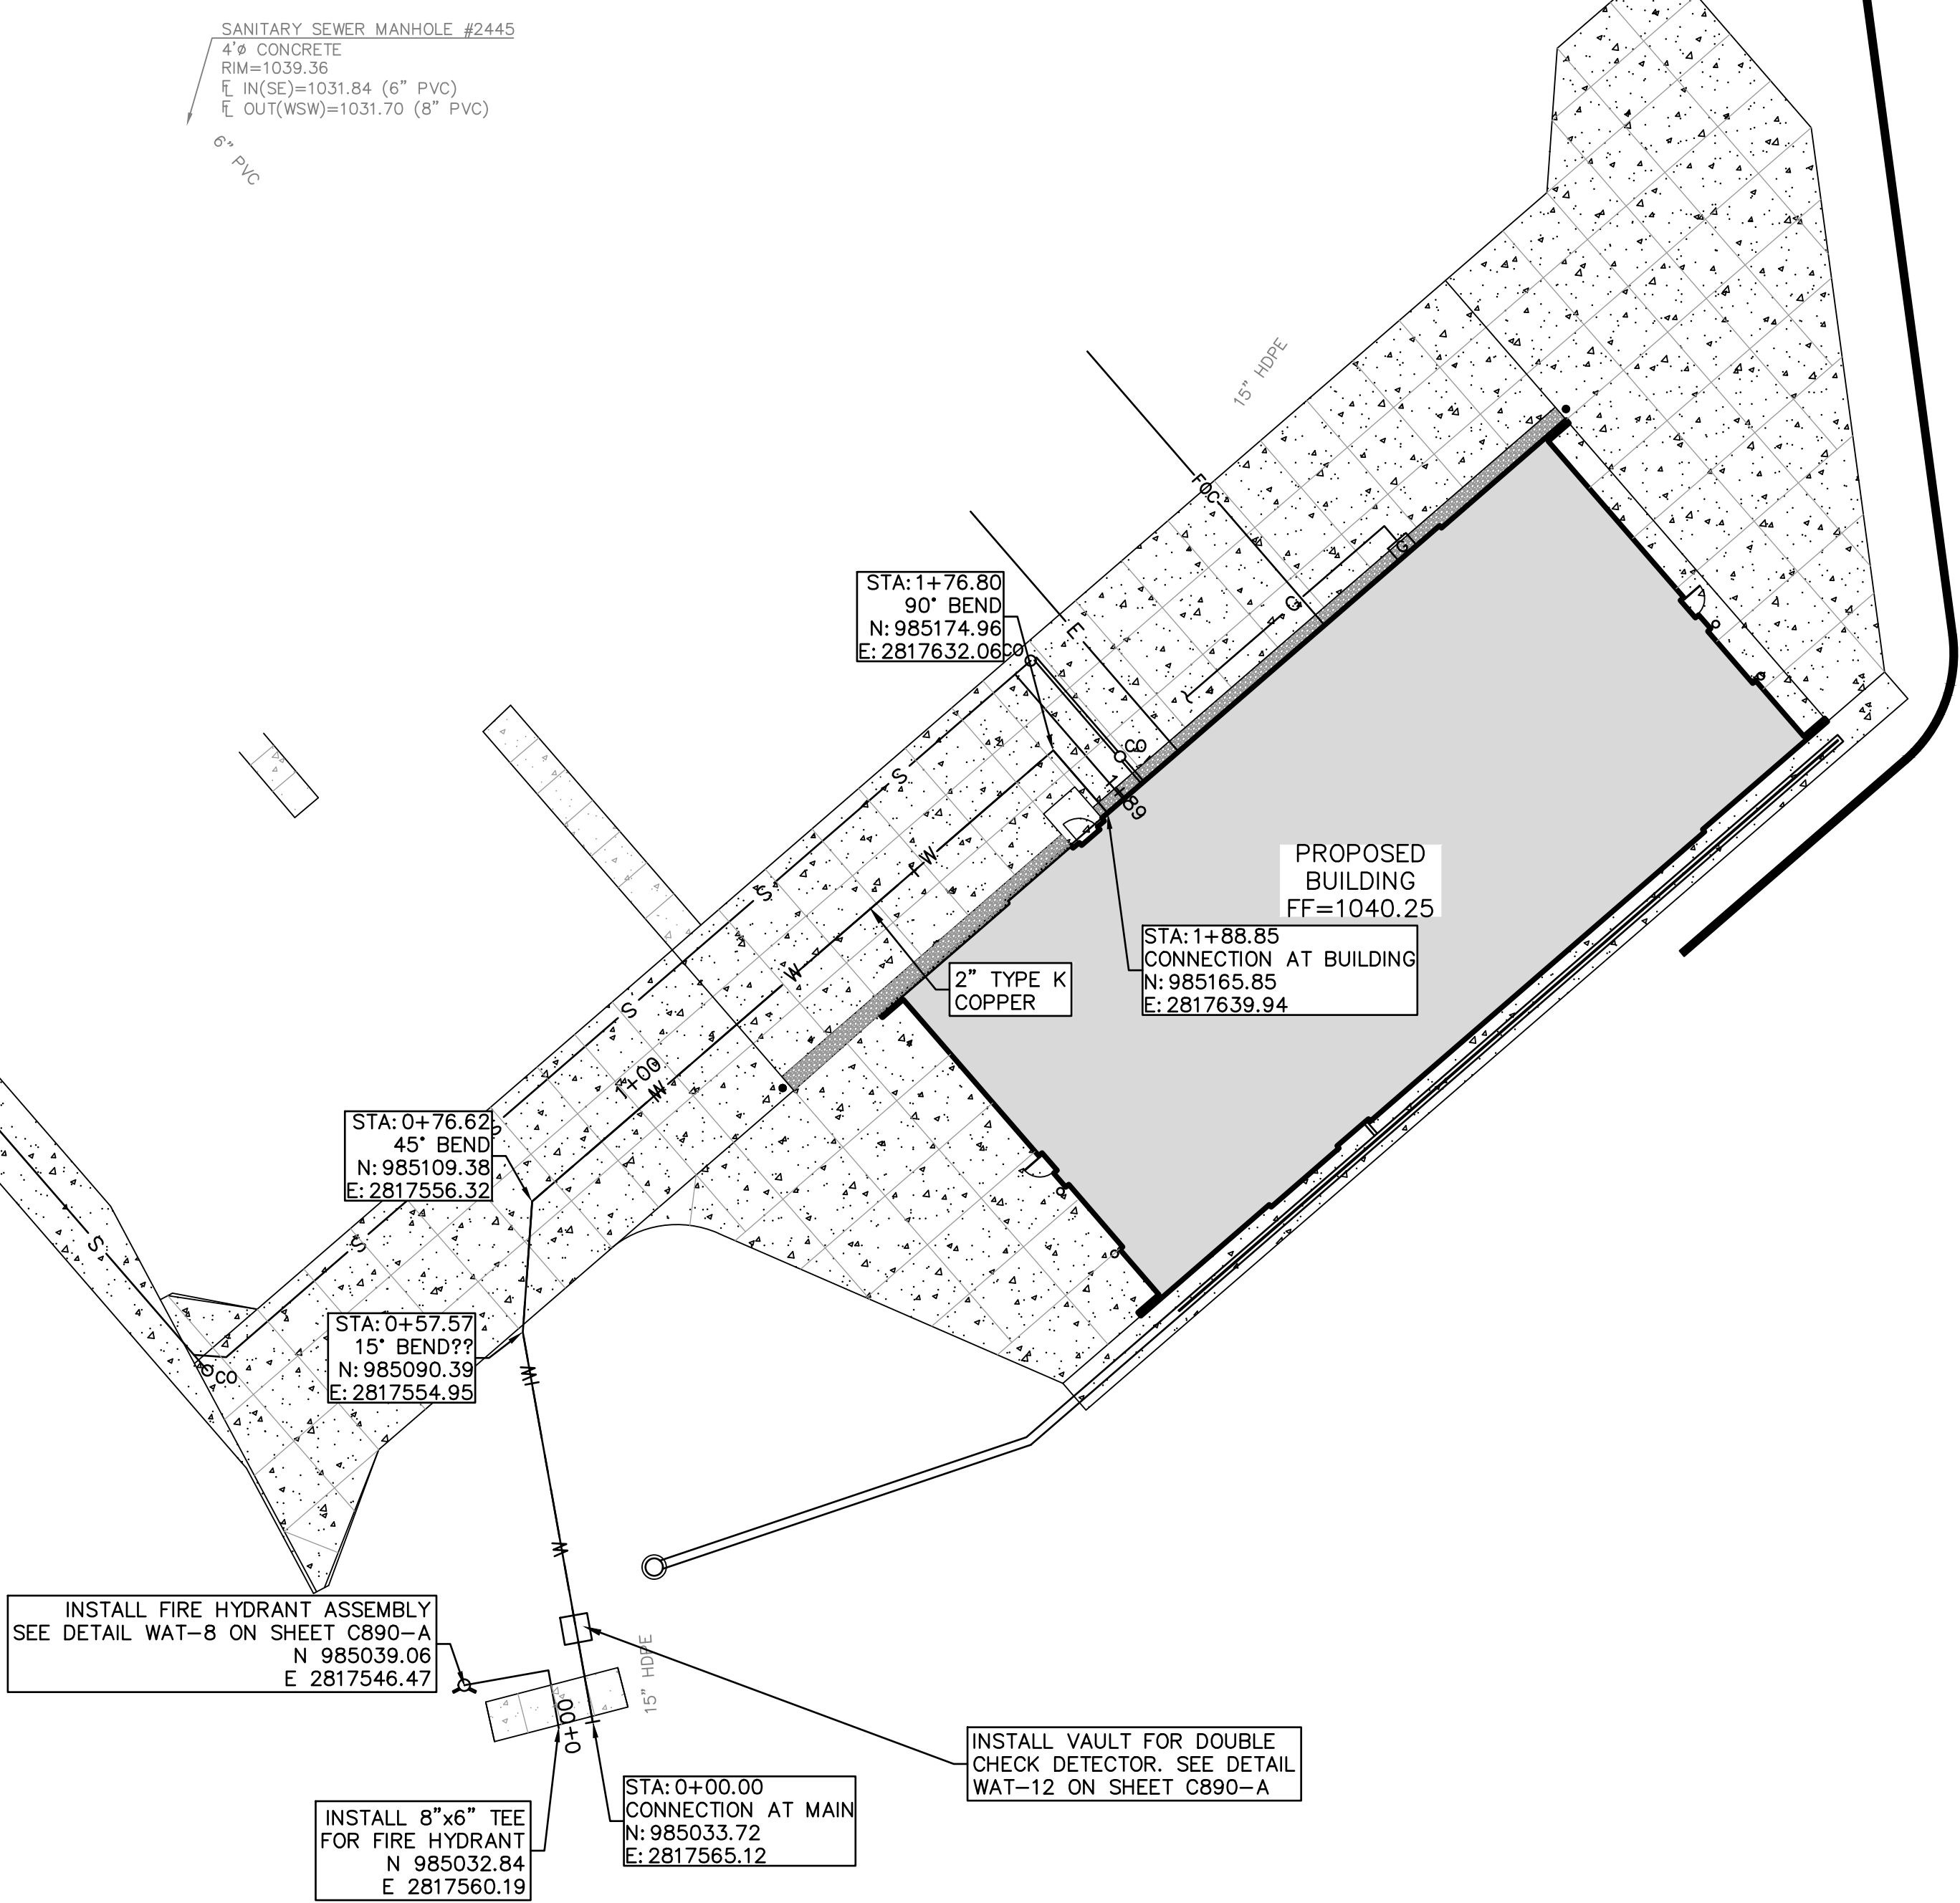 SANITARY SEWER MANHOLE #2445
4'ø CONCRETE
RIM=1039.36
FL IN(SE)=1031.84 (6" PVC)
FL OUT(WSW)=1031.70 (8" PVC)
6" PVC
15" HDPE
FOC
G
G
E
STA: 1+76.80
90° BEND
N: 985174.96
E: 2817632.06
CO
CO
1+89
S
FW
S
W
S
1+00
W
PROPOSED
BUILDING
FF=1040.25
STA: 1+88.85
CONNECTION AT BUILDING
N: 985165.85
E: 2817639.94
2" TYPE K
COPPER
STA: 0+76.62
45° BEND
N: 985109.38
E: 2817556.32
S
S
S
STA: 0+57.57
15° BEND??
N: 985090.39
E: 2817554.95
CO
W
W
INSTALL FIRE HYDRANT ASSEMBLY
SEE DETAIL WAT-8 ON SHEET C890-A
N 985039.06
E 2817546.47
15" HDPE
0+00
INSTALL VAULT FOR DOUBLE
CHECK DETECTOR. SEE DETAIL
WAT-12 ON SHEET C890-A
STA: 0+00.00
CONNECTION AT MAIN
N: 985033.72
E: 2817565.12
INSTALL 8"x6" TEE
FOR FIRE HYDRANT
N 985032.84
E 2817560.19